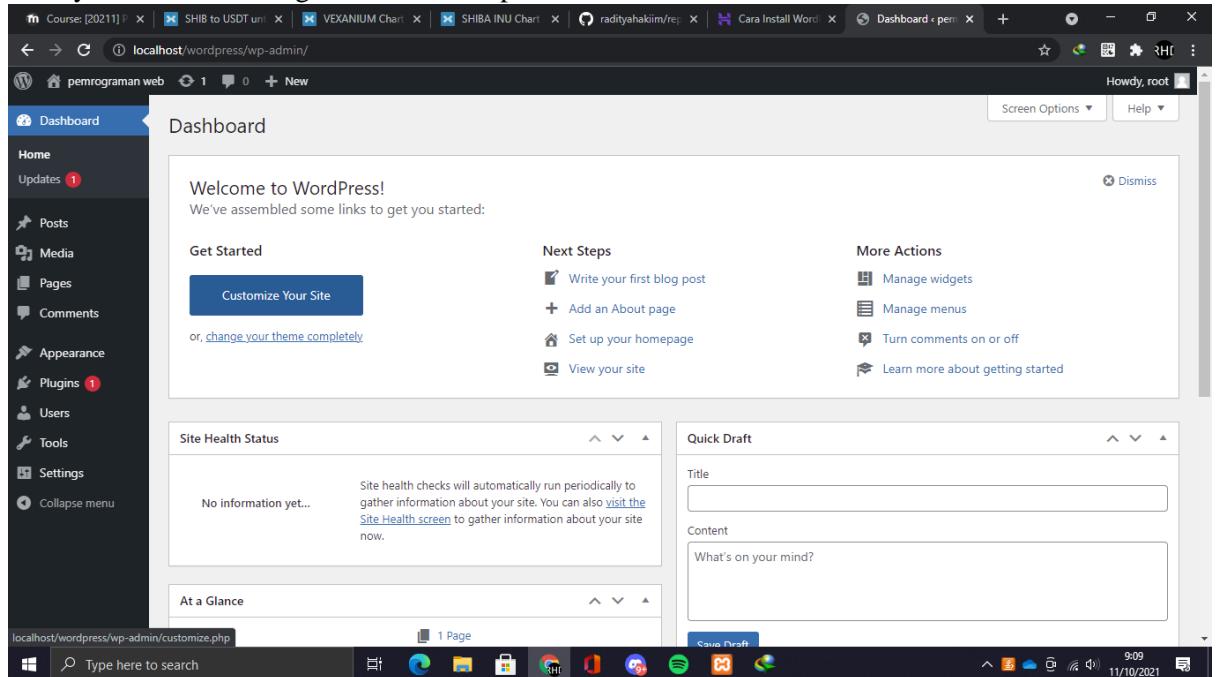 Course: [20211] P
SHIB to USDT unt
VEXANIUM Chart
SHIBA INU Chart
radityahakiim/rep
Cara Install Word
Dashboard ‹ pem
localhost/wordpress/wp-admin/
pemrograman web 1 0 + New
Howdy, root
Dashboard
Home
Updates 1
Posts
Media
Pages
Comments
Appearance
Plugins 1
Users
Tools
Settings
Collapse menu
Screen Options ▼
Help ▼
Dashboard
Welcome to WordPress!
Dismiss
We've assembled some links to get you started:
Get Started
Customize Your Site
or, change your theme completely
Next Steps
Write your first blog post
Add an About page
Set up your homepage
View your site
More Actions
Manage widgets
Manage menus
Turn comments on or off
Learn more about getting started
Site Health Status
No information yet...
Site health checks will automatically run periodically to
gather information about your site. You can also visit the
Site Health screen to gather information about your site
now.
At a Glance
1 Page
Quick Draft
Title
Content
What's on your mind?
Save Draft
localhost/wordpress/wp-admin/customize.php
Type here to search
9:09
11/10/2021